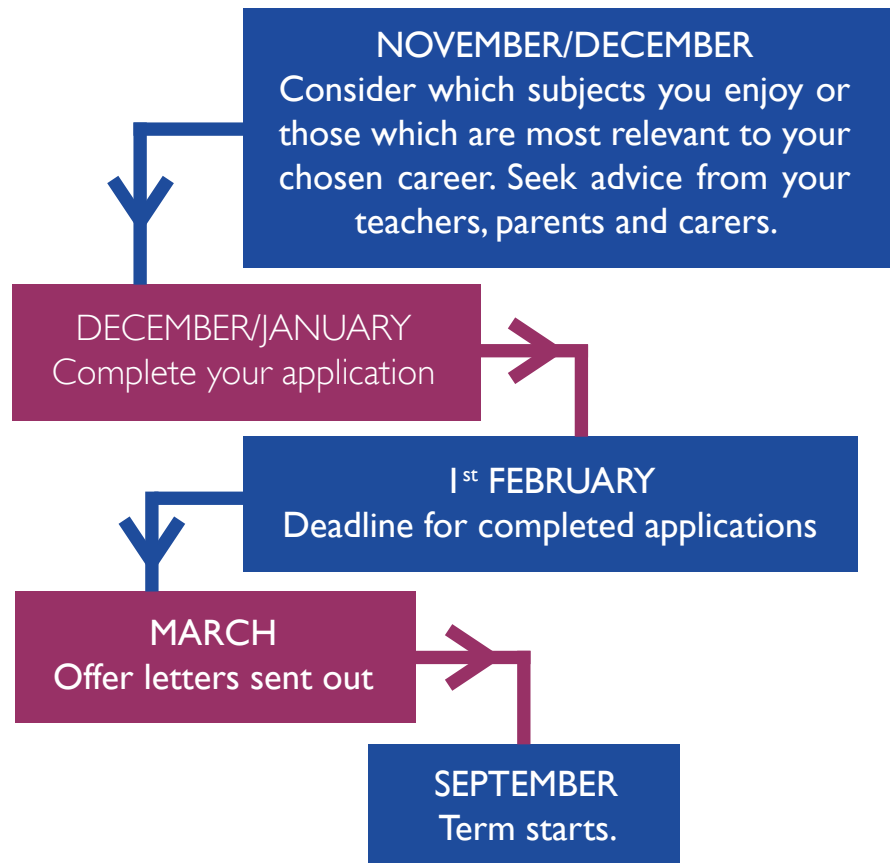 NOVEMBER/DECEMBER
Consider which subjects you enjoy or
those which are most relevant to your
chosen career. Seek advice from your
teachers, parents and carers.
DECEMBER/JANUARY
Complete your application
1st FEBRUARY
Deadline for completed applications
MARCH
Offer letters sent out
SEPTEMBER
Term starts.